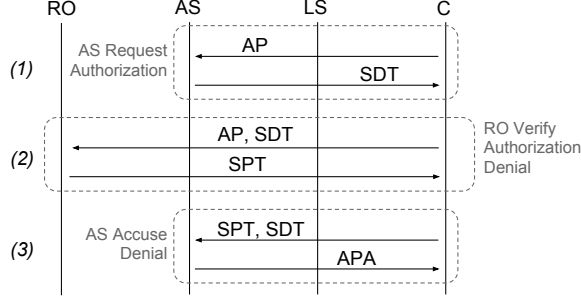 RO AS LS C
(1)
AS Request
Authorization
AP
SDT
(2)
AP, SDT
SPT
RO Verify
Authorization
Denial
(3)
AS Accuse
Denial
SPT, SDT
APA